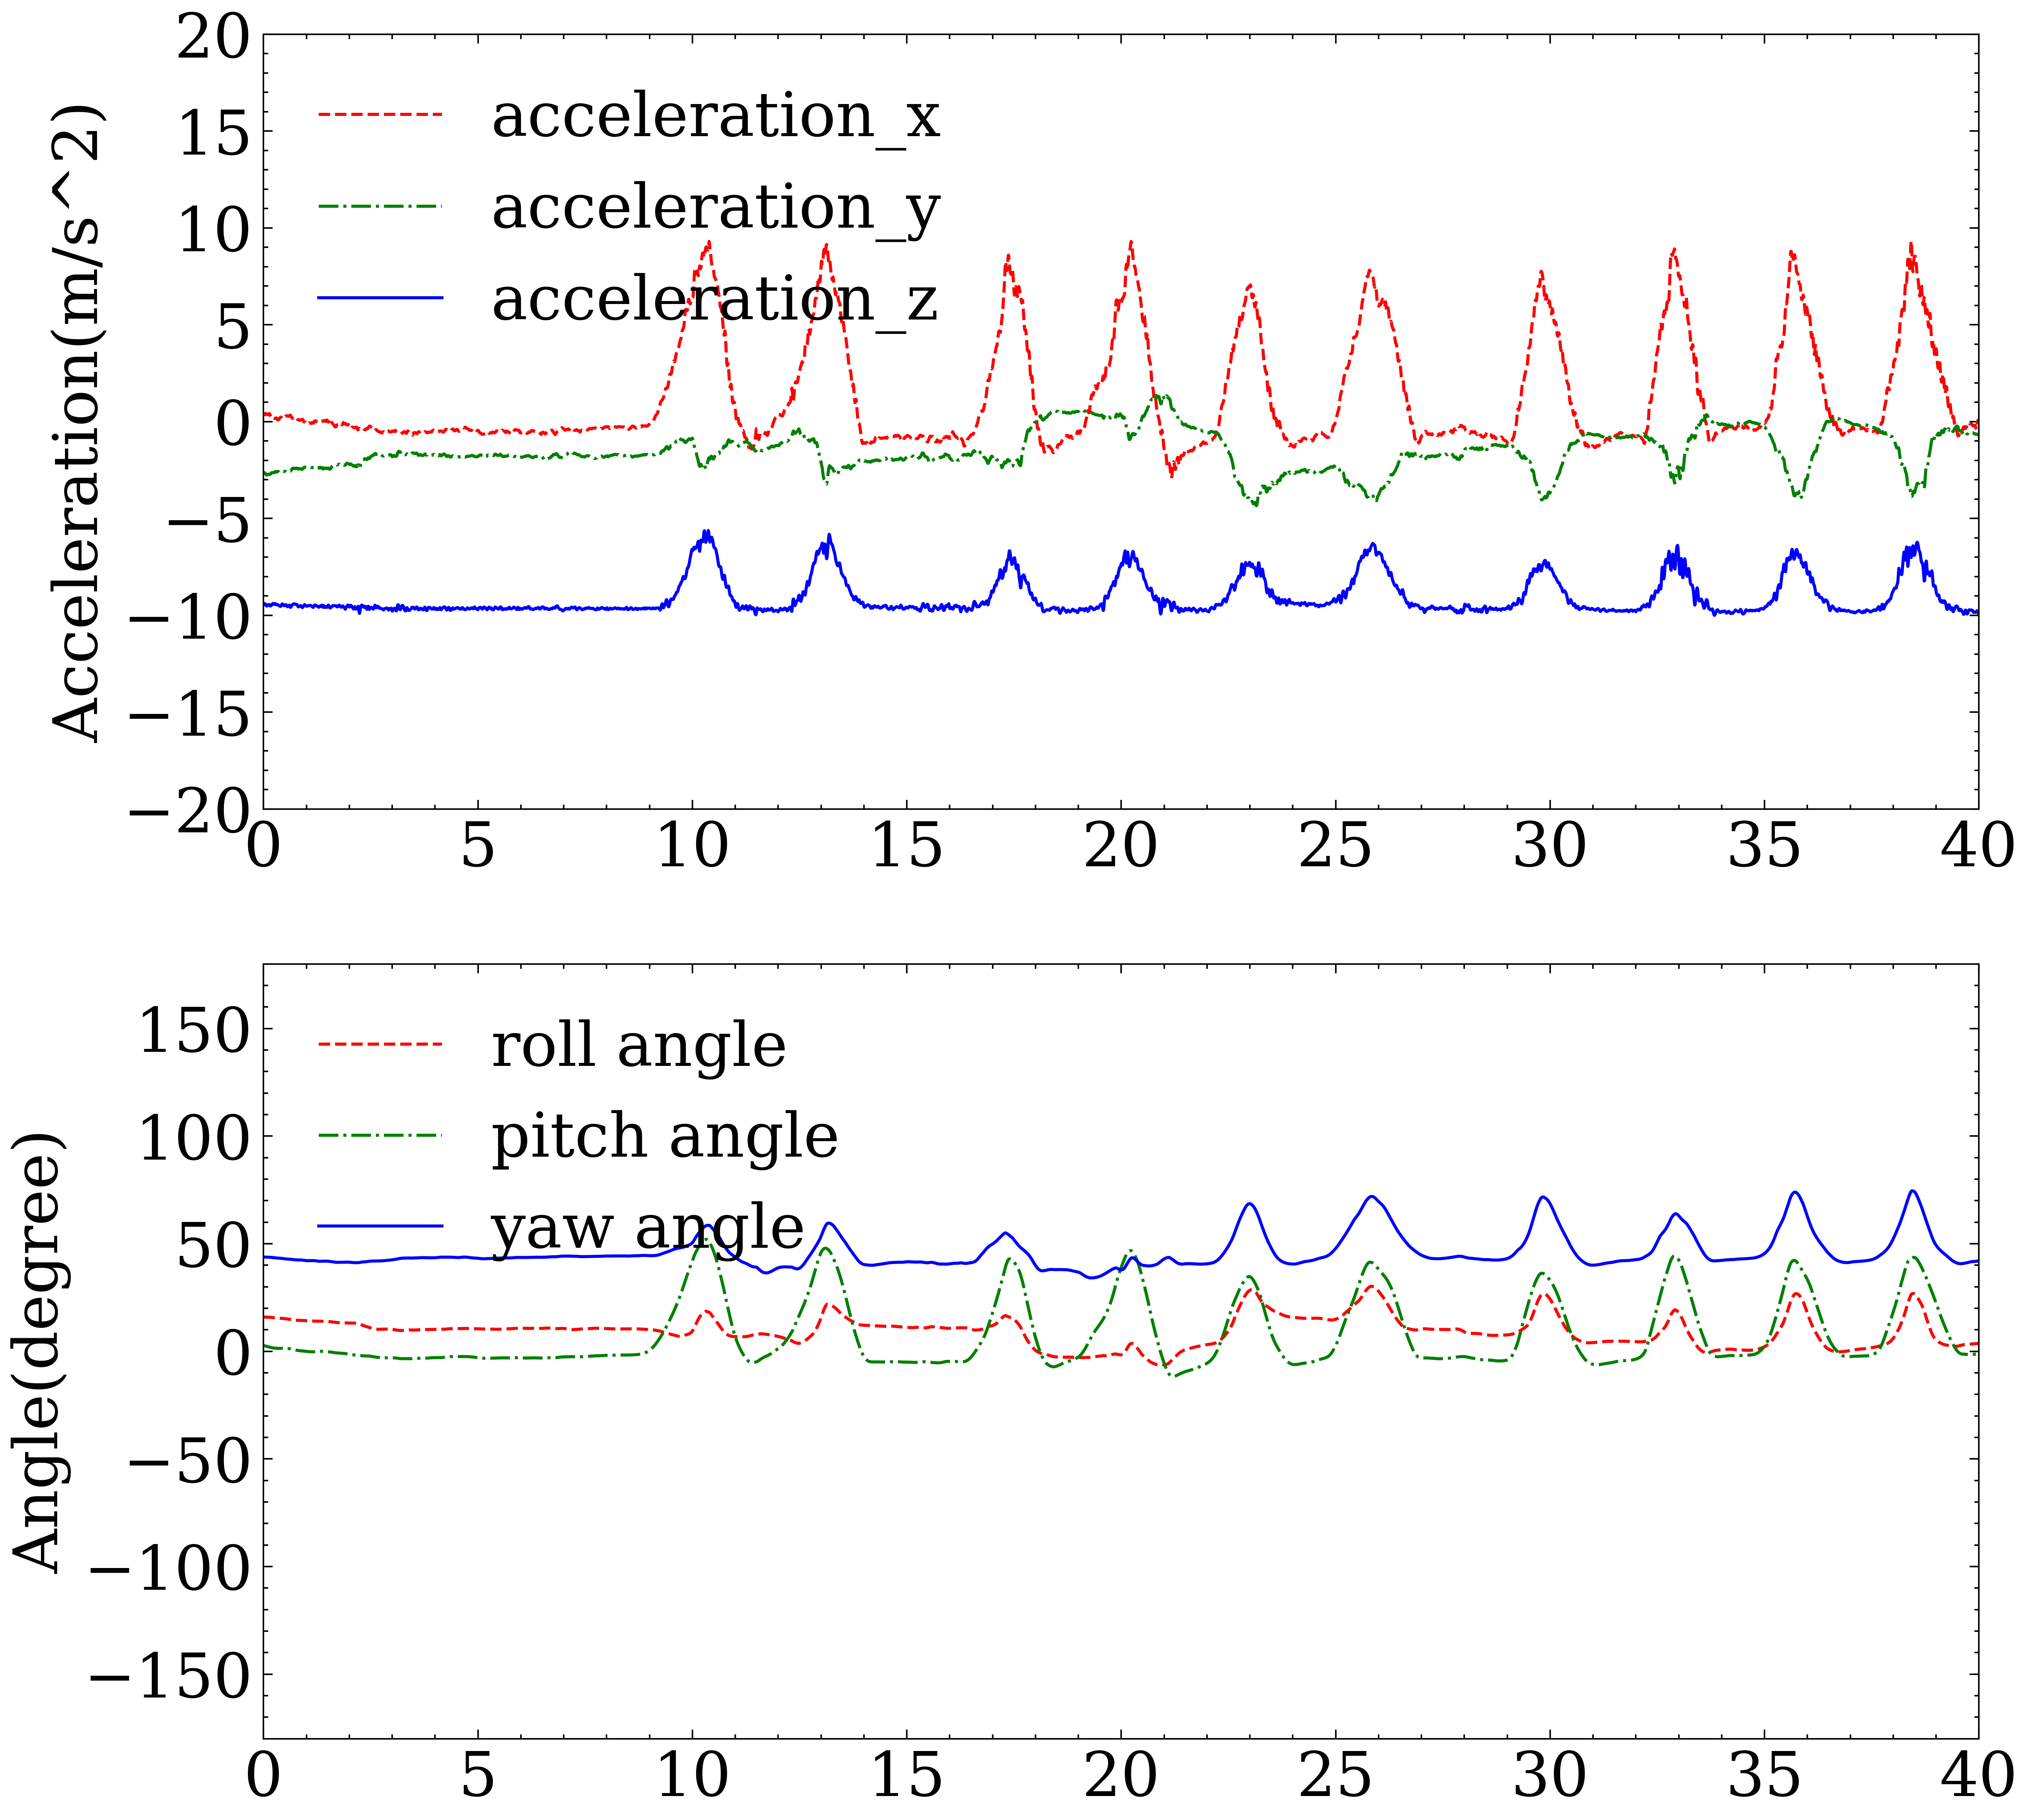 Acceleration(m/s^2)
20
15
10
5
0
−5
−10
−15
−20
acceleration_x
acceleration_y
acceleration_z
0 5 10 15 20 25 30 35 40
Angle(degree)
150
100
50
0
−50
−100
−150
roll angle
pitch angle
yaw angle
0 5 10 15 20 25 30 35 40